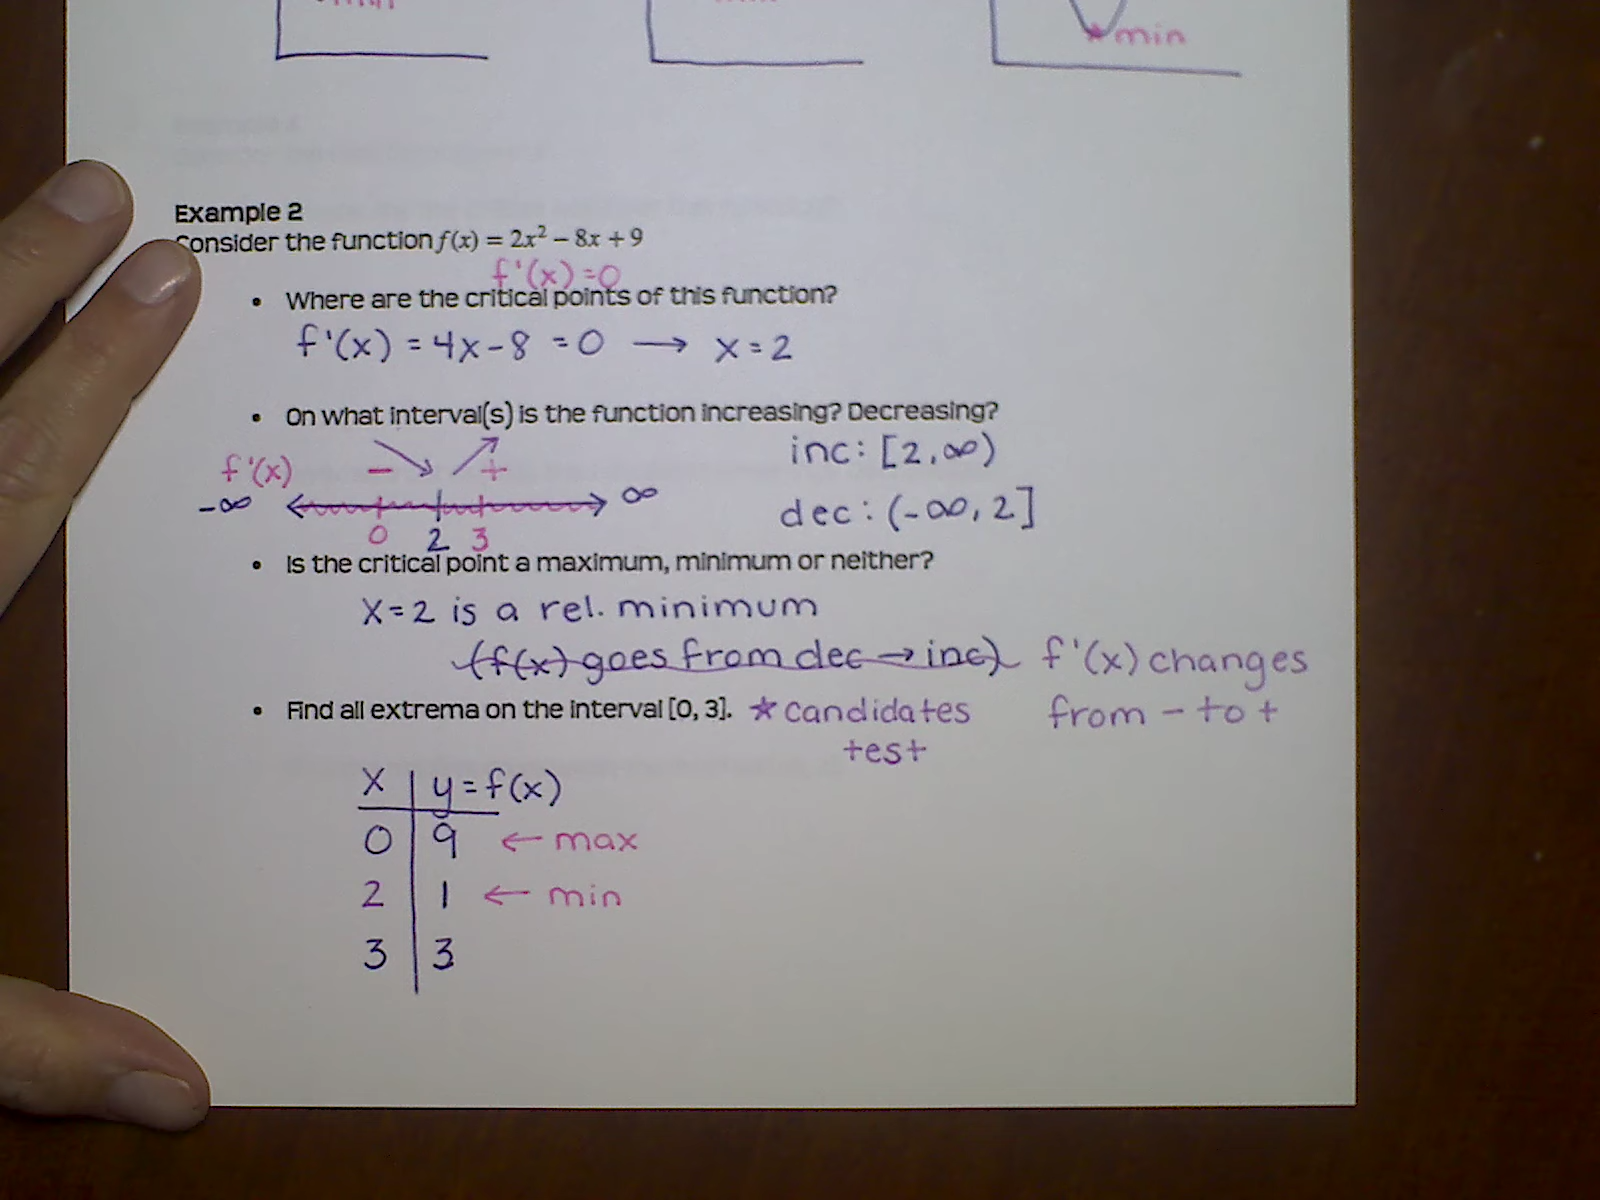 min
Example 2
Consider the function f(x) = 2x² – 8x + 9
f'(x) = 0
• Where are the critical points of this function?
f'(x) = 4x - 8 = 0 → x = 2
• On what interval(s) is the function increasing? Decreasing?
inc: [2, ∞)
f'(x) - +
-∞ ∞
dec: (-∞, 2]
0 2 3
• Is the critical point a maximum, minimum or neither?
x = 2 is a rel. minimum
(f(x) goes from dec → inc) f'(x) changes
from - to +
• Find all extrema on the interval [0, 3]. ★ candidates
test
x y = f(x)
0 9 ← max
2 1 ← min
3 3